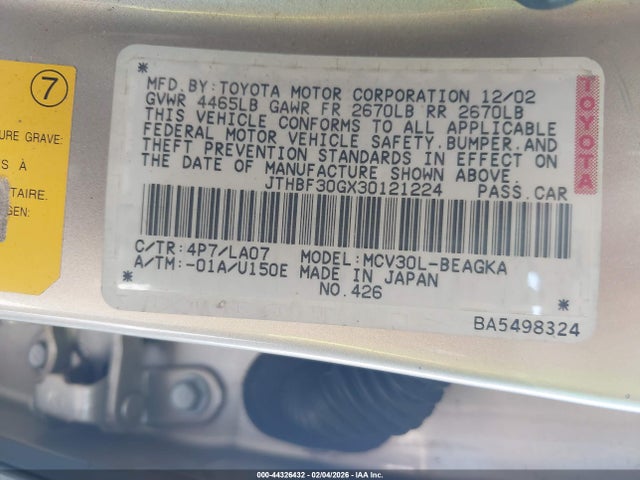 7
URE GRAVE:
S À
TAIRE.
GEN:
MFD.BY:TOYOTA MOTOR CORPORATION 12/02
GVWR 4465LB GAWR FR 2670LB RR 2670LB
THIS VEHICLE CONFORMS TO ALL APPLICABLE
FEDERAL MOTOR VEHICLE SAFETY,BUMPER,AND
THEFT PREVENTION STANDARDS IN EFFECT ON
THE DATE OF MANUFACTURE SHOWN ABOVE.
JTHBF30GX30121224 PASS.CAR
C/TR:4P7/LA07 MODEL:MCV30L-BEAGKA
A/TM:-01A/U150E MADE IN JAPAN
NO.426
TOYOTA
BA5498324
000-44326432 - 02/04/2026 - IAA Inc.